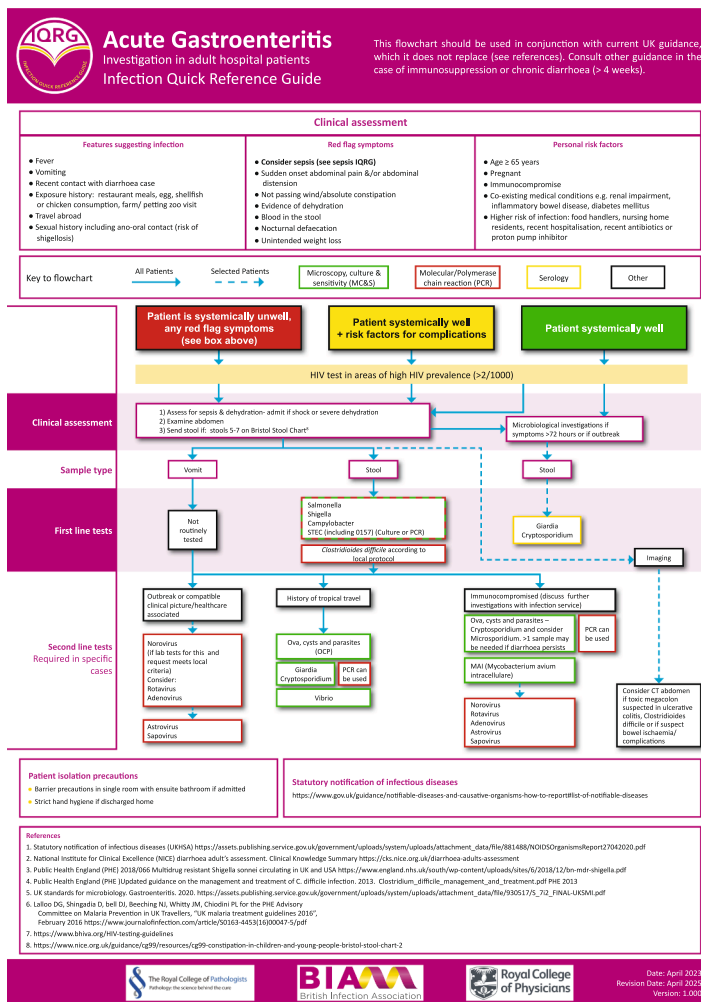 IQRG
INFECTION QUICK REFERENCE GUIDE
Acute Gastroenteritis
Investigation in adult hospital patients
Infection Quick Reference Guide
This flowchart should be used in conjunction with current UK guidance,
which it does not replace (see references). Consult other guidance in the
case of immunosuppression or chronic diarrhoea (> 4 weeks).
Clinical assessment
Features suggesting infection
• Fever
• Vomiting
• Recent contact with diarrhoea case
• Exposure history: restaurant meals, egg, shellfish
or chicken consumption, farm/ petting zoo visit
• Travel abroad
• Sexual history including ano-oral contact (risk of
shigellosis)
Red flag symptoms
• Consider sepsis (see sepsis IQRG)
• Sudden onset abdominal pain &/or abdominal
distension
• Not passing wind/absolute constipation
• Evidence of dehydration
• Blood in the stool
• Nocturnal defaecation
• Unintended weight loss
Personal risk factors
• Age ≥ 65 years
• Pregnant
• Immunocompromise
• Co-existing medical conditions e.g. renal impairment,
inflammatory bowel disease, diabetes mellitus
• Higher risk of infection: food handlers, nursing home
residents, recent hospitalisation, recent antibiotics or
proton pump inhibitor
Key to flowchart
All Patients
Selected Patients
Microscopy, culture &
sensitivity (MC&S)
Molecular/Polymerase
chain reaction (PCR)
Serology
Other
Patient is systemically unwell,
any red flag symptoms
(see box above)
Patient systemically well
+ risk factors for complications
Patient systemically well
HIV test in areas of high HIV prevalence (>2/1000)
Clinical assessment
1) Assess for sepsis & dehydration- admit if shock or severe dehydration
2) Examine abdomen
3) Send stool if: stools 5-7 on Bristol Stool Chart⁸
Microbiological investigations if
symptoms >72 hours or if outbreak
Sample type
Vomit
Stool
Stool
First line tests
Not
routinely
tested
Salmonella
Shigella
Campylobacter
STEC (including 0157) (Culture or PCR)
Clostridioides difficile according to
local protocol
Giardia
Cryptosporidium
Imaging
Second line tests
Required in specific
cases
Outbreak or compatible
clinical picture/healthcare
associated
Norovirus
(if lab tests for this and
request meets local
criteria)
Consider:
Rotavirus
Adenovirus
Astrovirus
Sapovirus
History of tropical travel
Ova, cysts and parasites
(OCP)
Giardia
Cryptosporidium
PCR can
be used
Vibrio
Immunocompromised (discuss further
investigations with infection service)
Ova, cysts and parasites –
Cryptosporidium and consider
Microsporidium. >1 sample may
be needed if diarrhoea persists
PCR can
be used
MAI (Mycobacterium avium
intracellulare)
Norovirus
Rotavirus
Adenovirus
Astrovirus
Sapovirus
Consider CT abdomen
if toxic megacolon
suspected in ulcerative
colitis, Clostridioides
difficile or if suspect
bowel ischaemia/
complications
Patient isolation precautions
• Barrier precautions in single room with ensuite bathroom if admitted
• Strict hand hygiene if discharged home
Statutory notification of infectious diseases
https://www.gov.uk/guidance/notifiable-diseases-and-causative-organisms-how-to-report#list-of-notifiable-diseases
References
1. Statutory notification of infectious diseases (UKHSA) https://assets.publishing.service.gov.uk/government/uploads/system/uploads/attachment_data/file/881488/NOIDSOrganismsReport27042020.pdf
2. National Institute for Clinical Excellence (NICE) diarrhoea adult's assessment. Clinical Knowledge Summary https://cks.nice.org.uk/diarrhoea-adults-assessment
3. Public Health England (PHE) 2018/066 Multidrug resistant Shigella sonnei circulating in UK and USA https://www.england.nhs.uk/south/wp-content/uploads/sites/6/2018/12/bn-mdr-shigella.pdf
4. Public Health England (PHE )Updated guidance on the management and treatment of C. difficile infection. 2013. Clostridium_difficile_management_and_treatment.pdf PHE 2013
5. UK standards for microbiology. Gastroenteritis. 2020. https://assets.publishing.service.gov.uk/government/uploads/system/uploads/attachment_data/file/930517/S_7i2_FINAL-UKSMI.pdf
6. Lalloo DG, Shingadia D, bell DJ, Beeching NJ, Whitty JM, Chiodini PL for the PHE Advisory
Committee on Malaria Prevention in UK Travellers, "UK malaria treatment guidelines 2016",
February 2016 https://www.journalofinfection.com/article/S0163-4453(16)00047-5/pdf
7. https://www.bhiva.org/HIV-testing-guidelines
8. https://www.nice.org.uk/guidance/cg99/resources/cg99-constipation-in-children-and-young-people-bristol-stool-chart-2
The Royal College of Pathologists
Pathology: the science behind the cure
BIA
British Infection Association
Royal College
of Physicians
Date: April 2023
Revision Date: April 2025
Version: 1.000